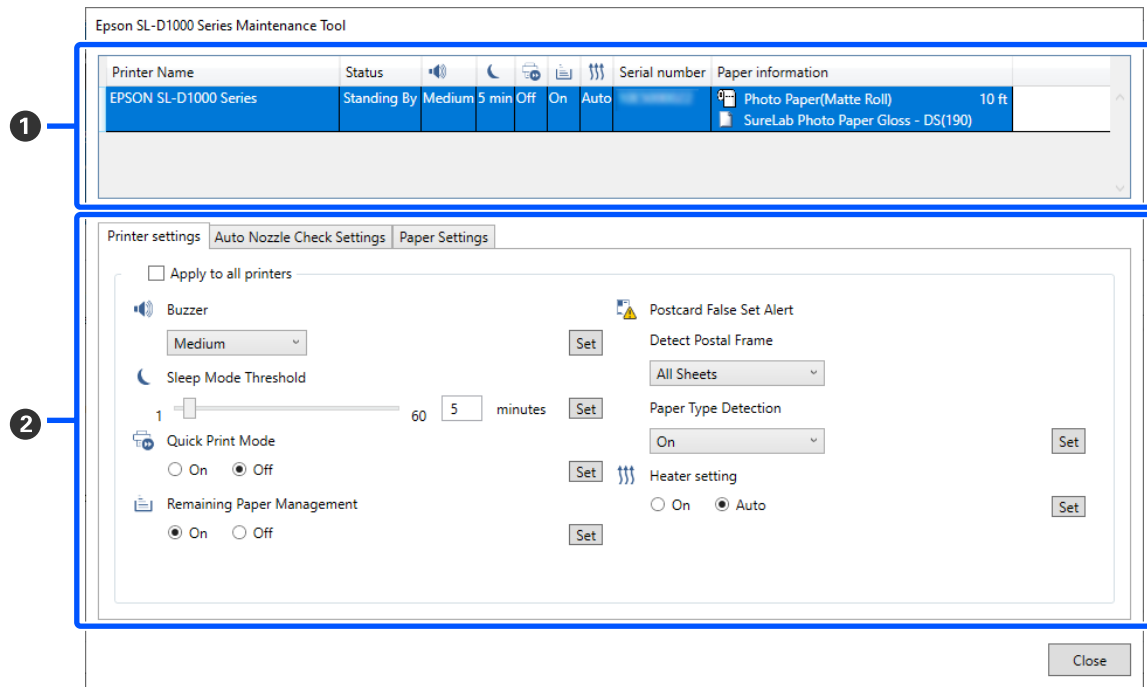 Epson SL-D1000 Series Maintenance Tool
Printer Name Status Serial number Paper information
EPSON SL-D1000 Series Standing By Medium 5 min Off On Auto Photo Paper(Matte Roll) 10 ft
SureLab Photo Paper Gloss - DS(190)
1
Printer settings Auto Nozzle Check Settings Paper Settings
Apply to all printers
Buzzer
Medium
Set
Sleep Mode Threshold
1 60 5 minutes Set
Quick Print Mode
On Off
Set
Remaining Paper Management
On Off
Set
Postcard False Set Alert
Detect Postal Frame
All Sheets
Paper Type Detection
On
Set
Heater setting
On Auto
Set
2
Close